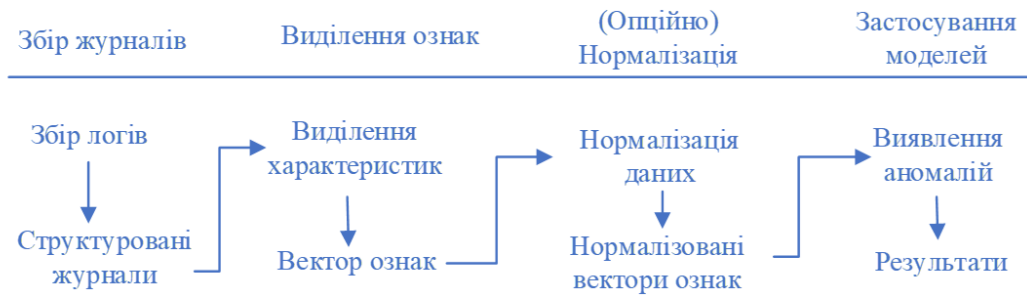 Збір журналів
Виділення ознак
(Опційно)
Нормалізація
Застосування
моделей
Збір логів
Структуровані
журнали
Виділення
характеристик
Вектор ознак
Нормалізація
даних
Нормалізовані
вектори ознак
Виявлення
аномалій
Результати